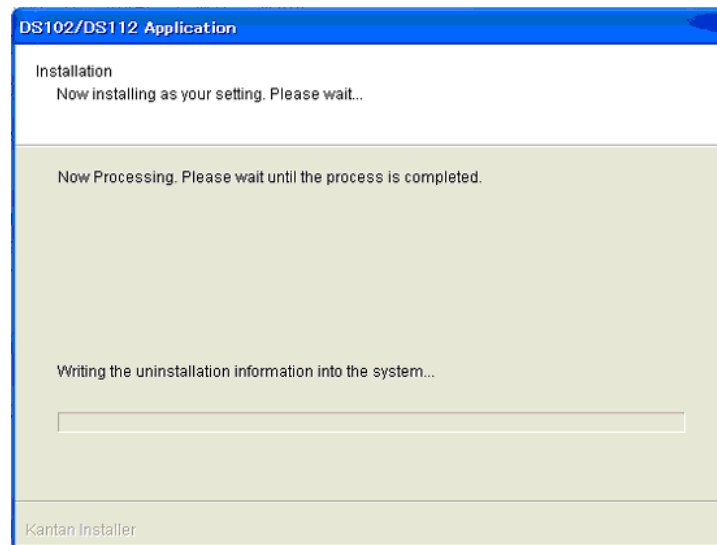 DS102/DS112 Application
Installation
Now installing as your setting. Please wait...
Now Processing. Please wait until the process is completed.
Writing the uninstallation information into the system...
Kantan Installer